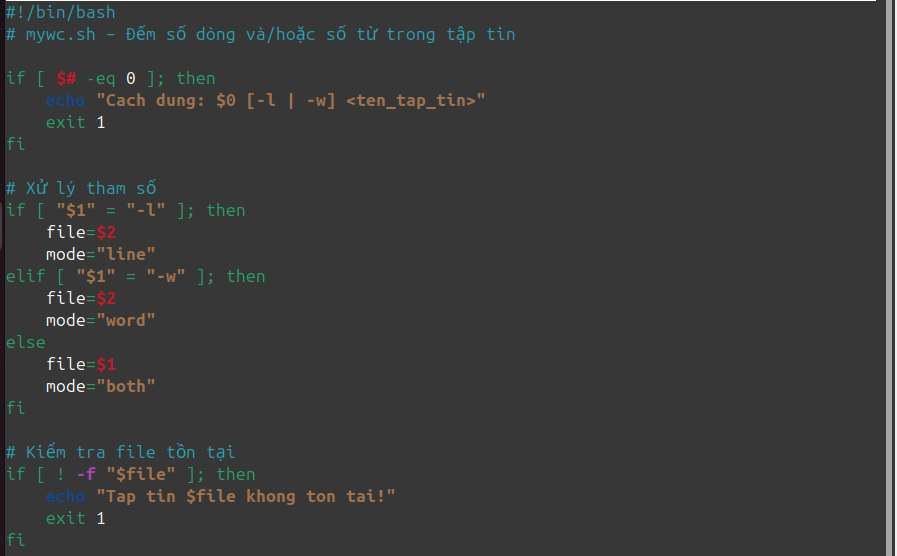 #!/bin/bash
# mywc.sh – Đếm số dòng và/hoặc số từ trong tập tin
if [ $# -eq 0 ]; then
echo "Cach dung: $0 [-l | -w] <ten_tap_tin>"
exit 1
fi
# Xử lý tham số
if [ "$1" = "-l" ]; then
file=$2
mode="line"
elif [ "$1" = "-w" ]; then
file=$2
mode="word"
else
file=$1
mode="both"
fi
# Kiểm tra file tồn tại
if [ ! -f "$file" ]; then
echo "Tap tin $file khong ton tai!"
exit 1
fi